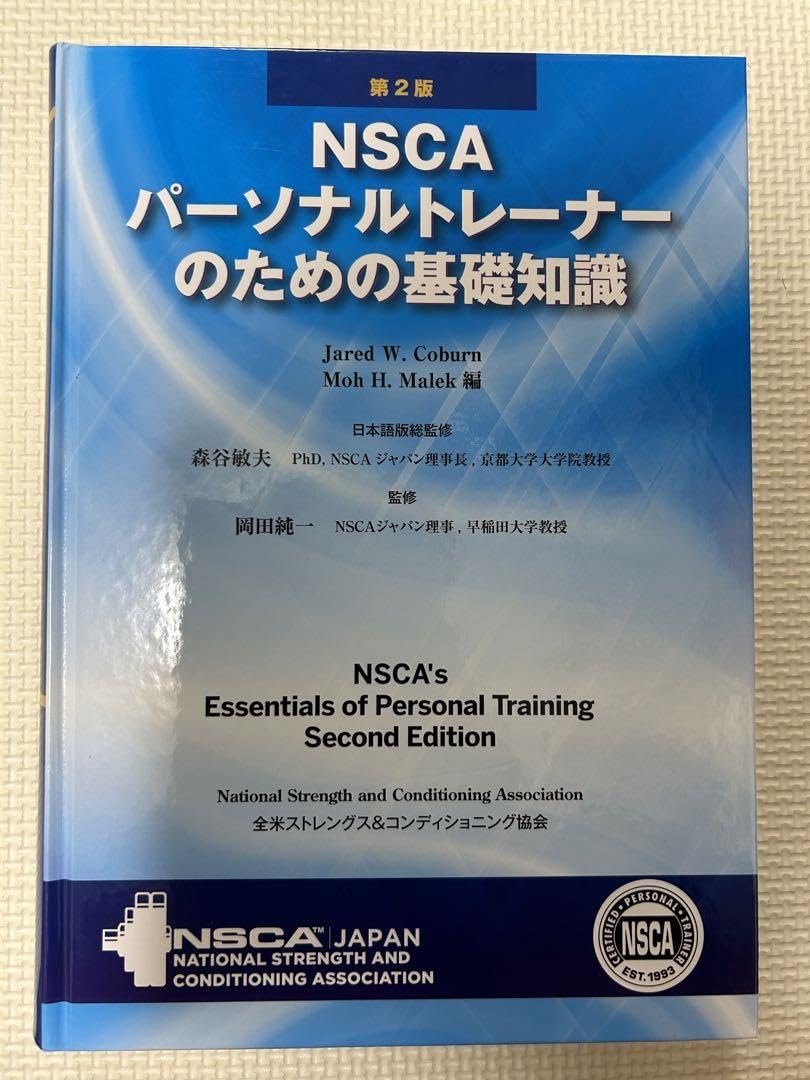 第2版
NSCA
パーソナルトレーナー
のための基礎知識
Jared W. Coburn
Moh H. Malek 編
日本語版総監修
森谷敏夫 PhD, NSCA ジャパン理事長 , 京都大学大学院教授
監修
岡田純一 NSCAジャパン理事 , 早稲田大学教授
NSCA's
Essentials of Personal Training
Second Edition
National Strength and Conditioning Association
全米ストレングス&コンディショニング協会
NSCA™ | JAPAN
NATIONAL STRENGTH AND
CONDITIONING ASSOCIATION
CERTIFIED • PERSONAL • TRAINER
NSCA
EST. 1993